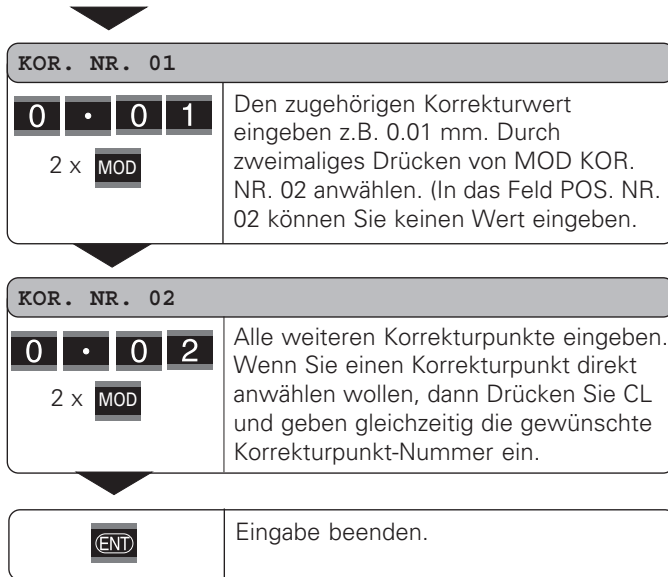 KOR. NR. 01
0 · 0 1
2 x MOD
Den zugehörigen Korrekturwert
eingeben z.B. 0.01 mm. Durch
zweimaliges Drücken von MOD KOR.
NR. 02 anwählen. (In das Feld POS. NR.
02 können Sie keinen Wert eingeben.
KOR. NR. 02
0 · 0 2
2 x MOD
Alle weiteren Korrekturpunkte eingeben.
Wenn Sie einen Korrekturpunkt direkt
anwählen wollen, dann Drücken Sie CL
und geben gleichzeitig die gewünschte
Korrekturpunkt-Nummer ein.
ENT
Eingabe beenden.